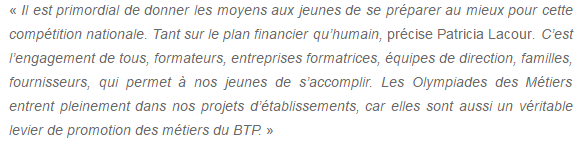 « Il est primordial de donner les moyens aux jeunes de se préparer au mieux pour cette
compétition nationale. Tant sur le plan financier qu’humain, précise Patricia Lacour. C’est
l’engagement de tous, formateurs, entreprises formatrices, équipes de direction, familles,
fournisseurs, qui permet à nos jeunes de s’accomplir. Les Olympiades des Métiers
entrent pleinement dans nos projets d’établissements, car elles sont aussi un véritable
levier de promotion des métiers du BTP. »